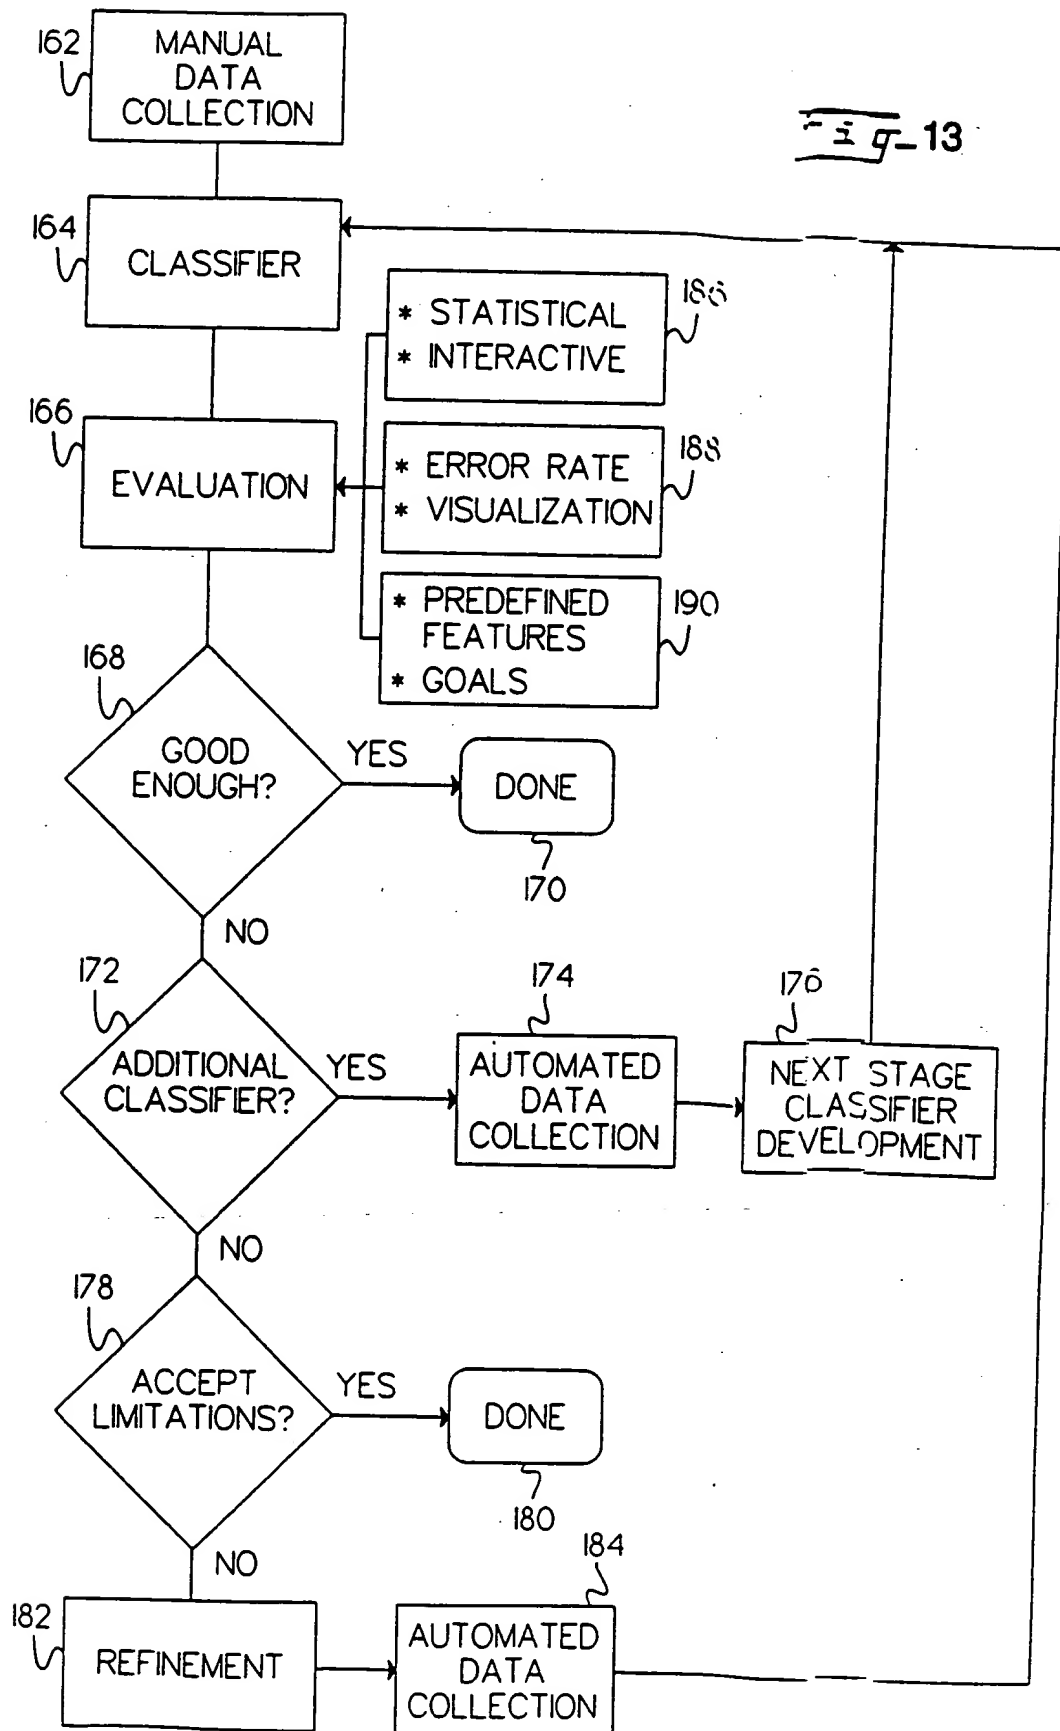 162
MANUAL
DATA
COLLECTION
Fig-13
164
CLASSIFIER
* STATISTICAL
* INTERACTIVE
186
166
EVALUATION
* ERROR RATE
* VISUALIZATION
188
* PREDEFINED
FEATURES
* GOALS
190
168
GOOD
ENOUGH?
YES
DONE
170
NO
172
ADDITIONAL
CLASSIFIER?
YES
174
AUTOMATED
DATA
COLLECTION
176
NEXT STAGE
CLASSIFIER
DEVELOPMENT
NO
178
ACCEPT
LIMITATIONS?
YES
DONE
180
NO
182
REFINEMENT
184
AUTOMATED
DATA
COLLECTION